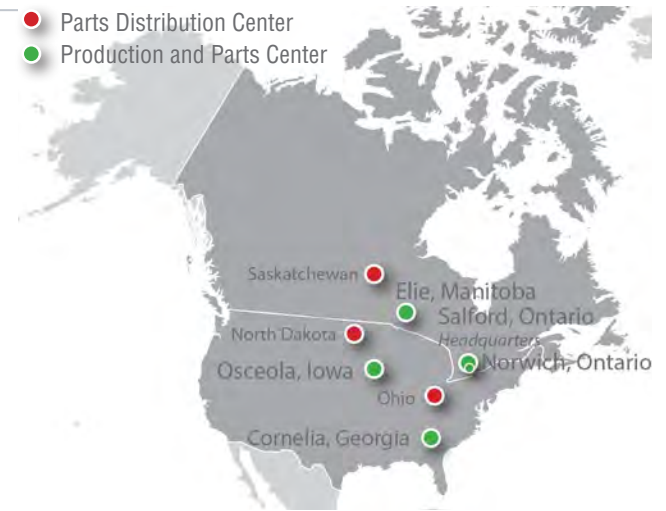 Parts Distribution Center
Production and Parts Center
Saskatchewan
Elie, Manitoba
Salford, Ontario
Headquarters
North Dakota
Norwich, Ontario
Osceola, Iowa
Ohio
Cornelia, Georgia